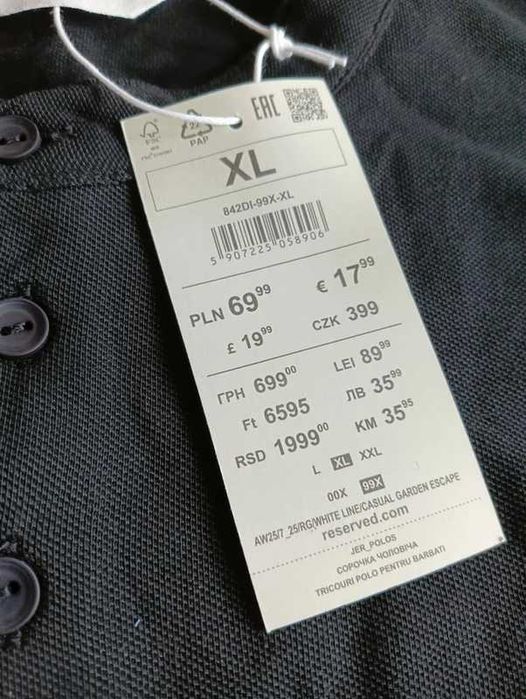 EAC
FSC
MIX
22
PAP
XL
842DI-99X-XL
5 907225 058906
PLN 69⁹⁹ € 17⁹⁹
£ 19⁹⁹ CZK 399
ГРН 699⁰⁰ LEI 89⁹⁹
Ft 6595 ЛВ 35⁹⁹
RSD 1999⁰⁰ KM 35⁹⁵
L XL XXL
00X 99X
AW25/7_25/RG/WHITE LINE/CASUAL GARDEN ESCAPE
reserved.com
JER_POLOS
СОРОЧКА ЧОЛОВІЧА
TRICOURI POLO PENTRU BARBATI